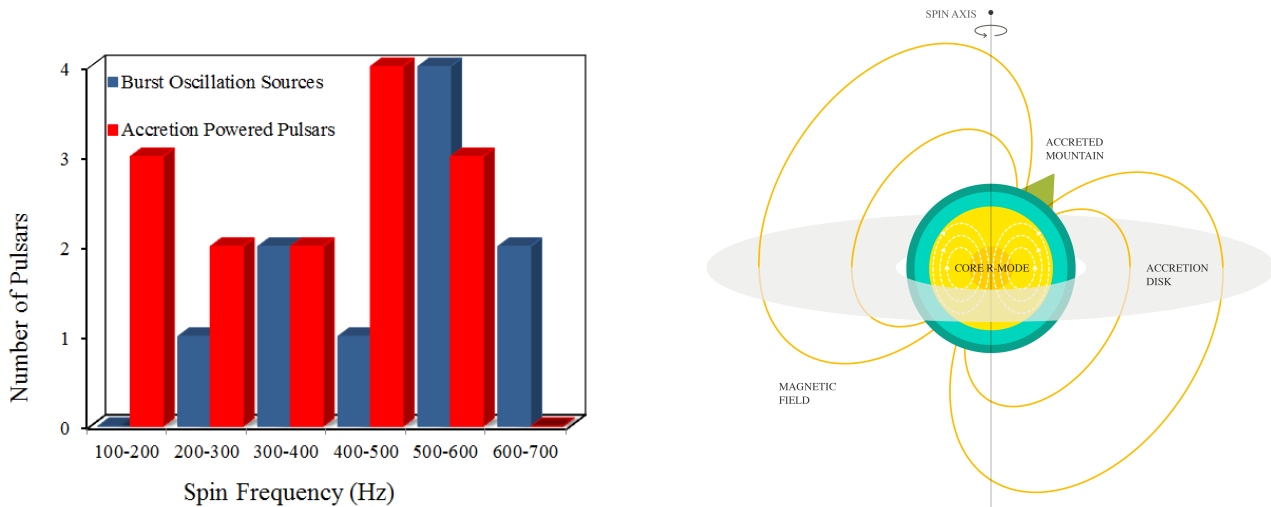 4
Burst Oscillation Sources
Accretion Powered Pulsars
3
2
1
0
Number of Pulsars
100-200 200-300 300-400 400-500 500-600 600-700
Spin Frequency (Hz)
SPIN AXIS
ACCRETED
MOUNTAIN
CORE R-MODE
ACCRETION
DISK
MAGNETIC
FIELD